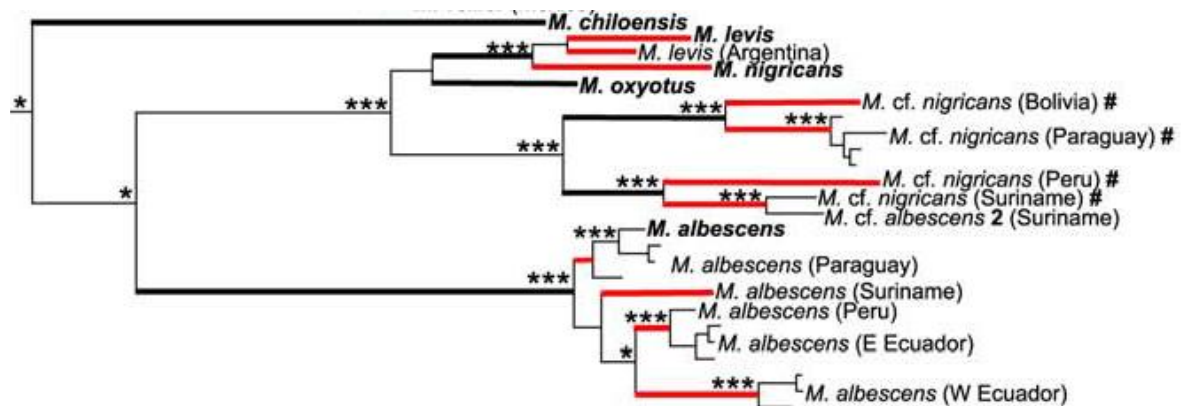 M. chiloensis
M. levis
*** M. levis (Argentina)
M. nigricans
M. oxyotus
* ***
*** M. cf. nigricans (Bolivia) #
***
M. cf. nigricans (Paraguay) #
***
*** M. cf. nigricans (Peru) #
* *** M. cf. nigricans (Suriname) #
M. cf. albescens 2 (Suriname)
*** M. albescens
M. albescens (Paraguay)
***
M. albescens (Suriname)
*** M. albescens (Peru)
M. albescens (E Ecuador)
*
*** M. albescens (W Ecuador)